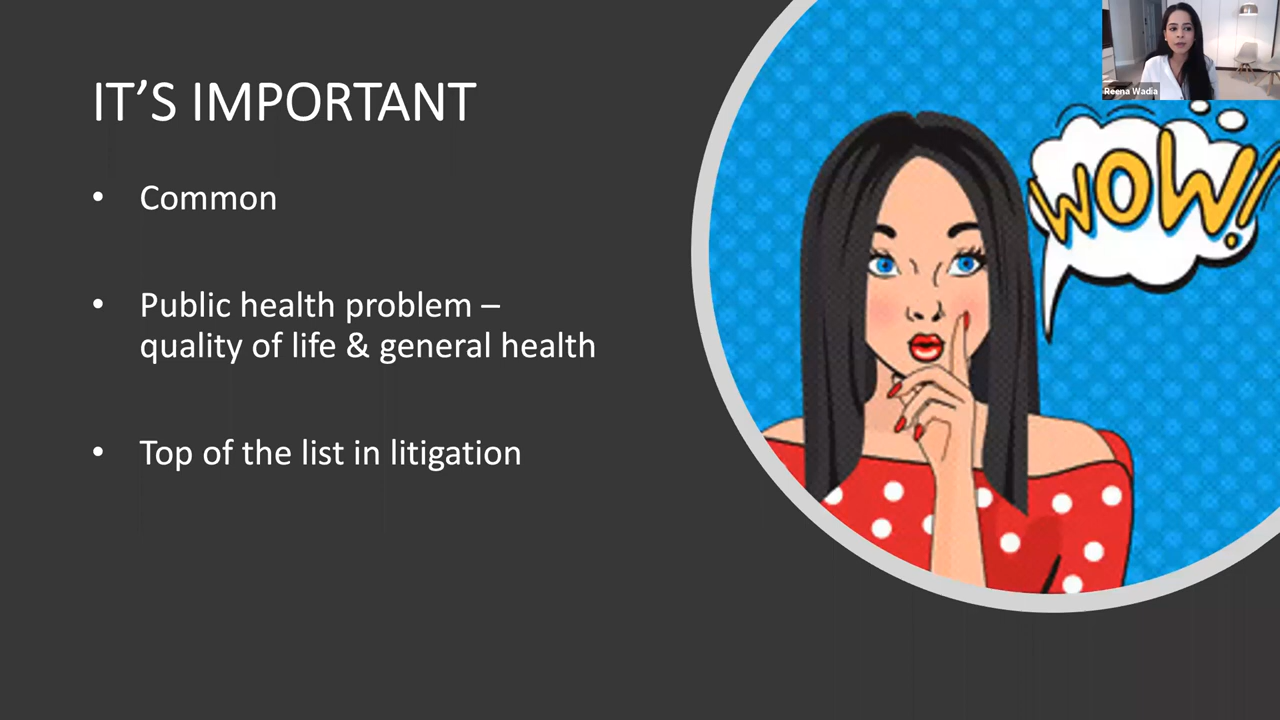 IT’S IMPORTANT
• Common
• Public health problem –
quality of life & general health
• Top of the list in litigation
WOW!
Reena Wadia